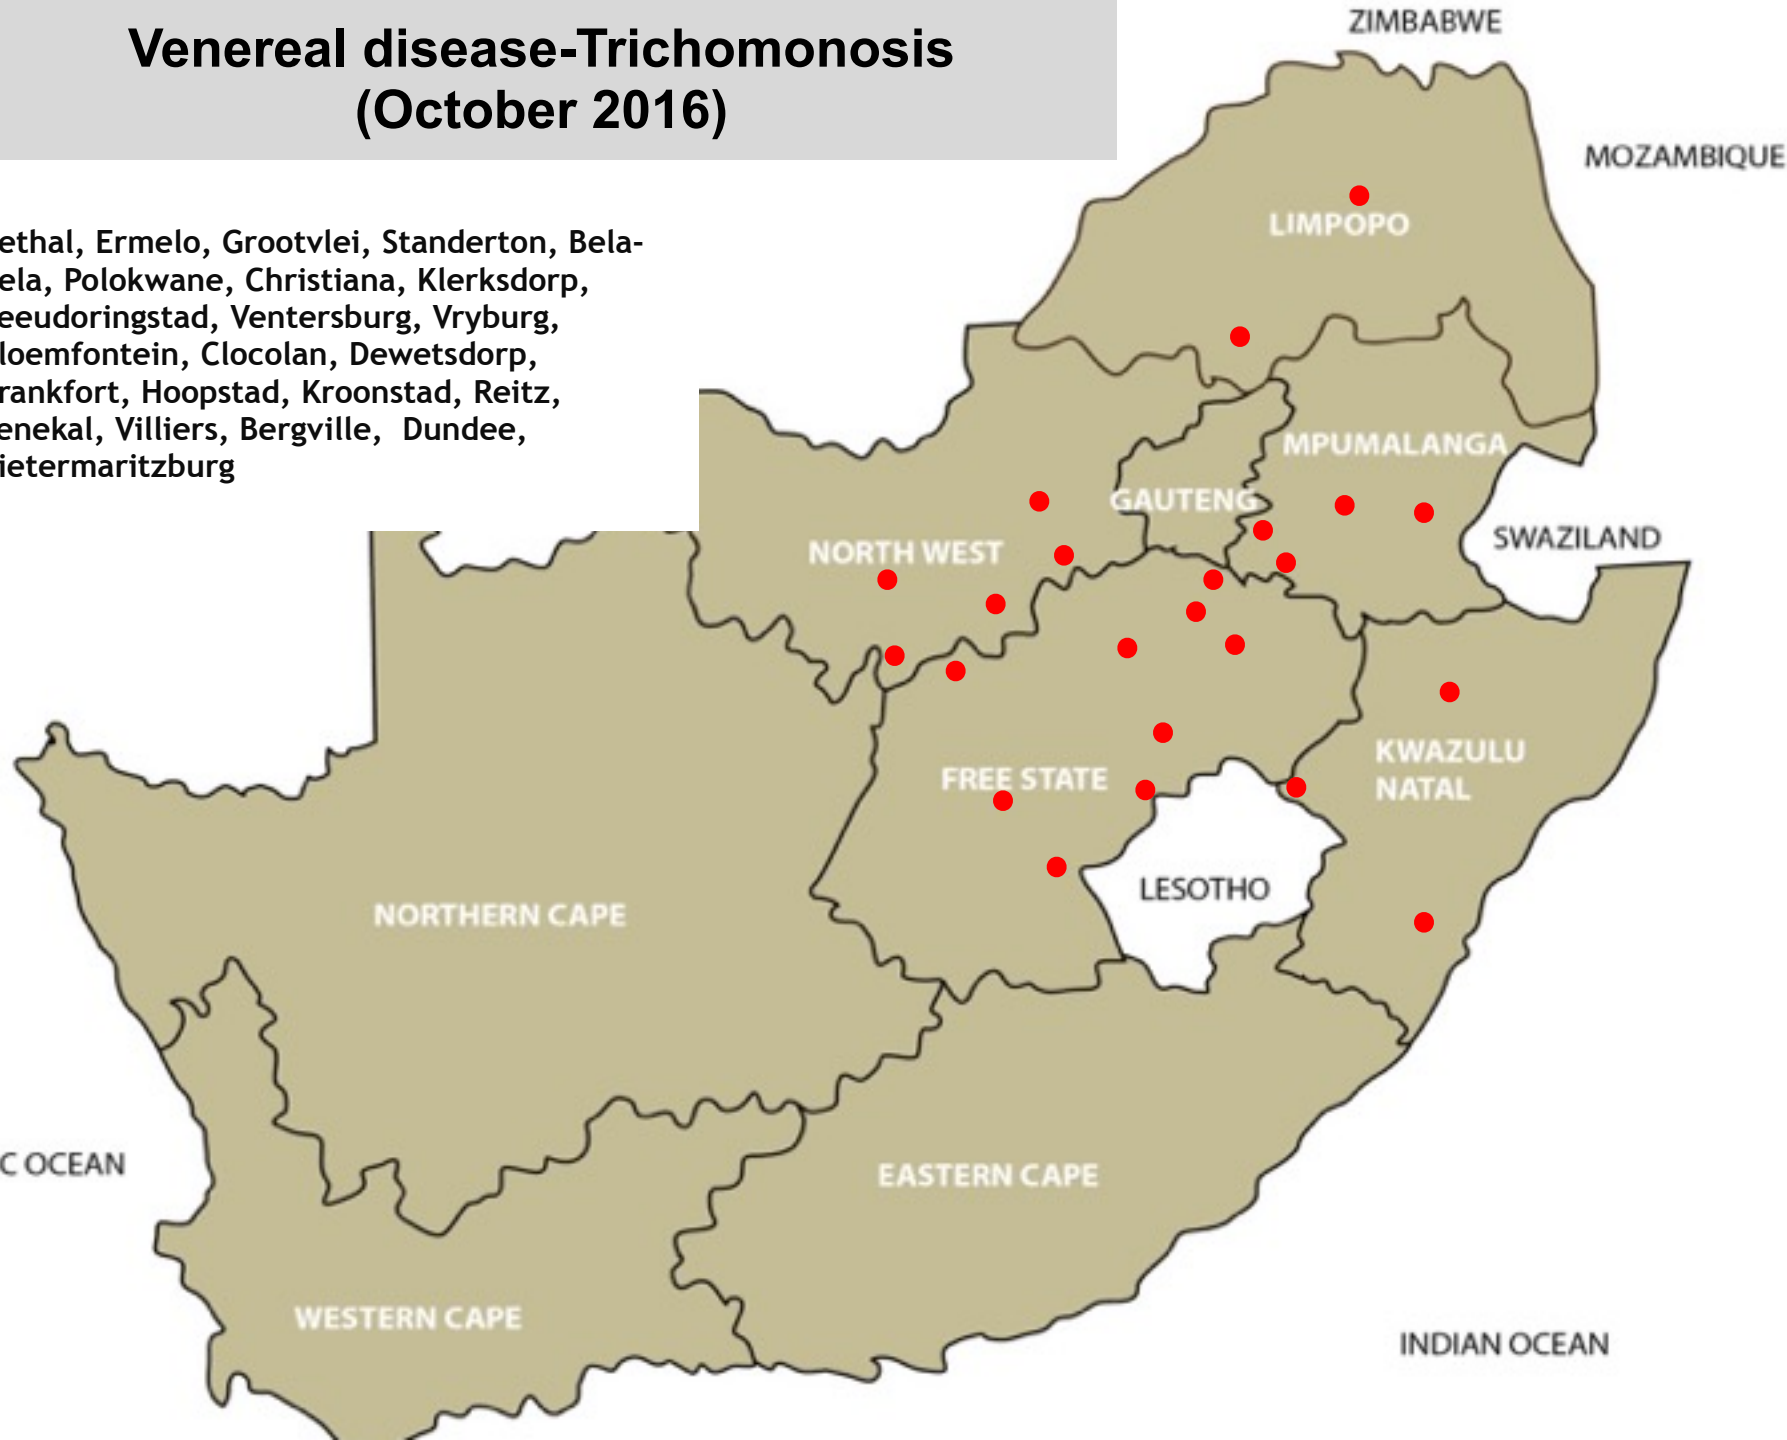 Venereal disease-Trichomonosis
(October 2016)
ethal, Ermelo, Grootvlei, Standerton, Bela-
ela, Polokwane, Christiana, Klerksdorp,
eeudoringstad, Ventersburg, Vryburg,
loemfontein, Clocolan, Dewetsdorp,
rankfort, Hoopstad, Kroonstad, Reitz,
enekal, Villiers, Bergville, Dundee,
ietermaritzburg
ZIMBABWE
MOZAMBIQUE
LIMPOPO
MPUMALANGA
GAUTENG
SWAZILAND
NORTH WEST
KWAZULU
NATAL
FREE STATE
LESOTHO
NORTHERN CAPE
C OCEAN
EASTERN CAPE
WESTERN CAPE
INDIAN OCEAN